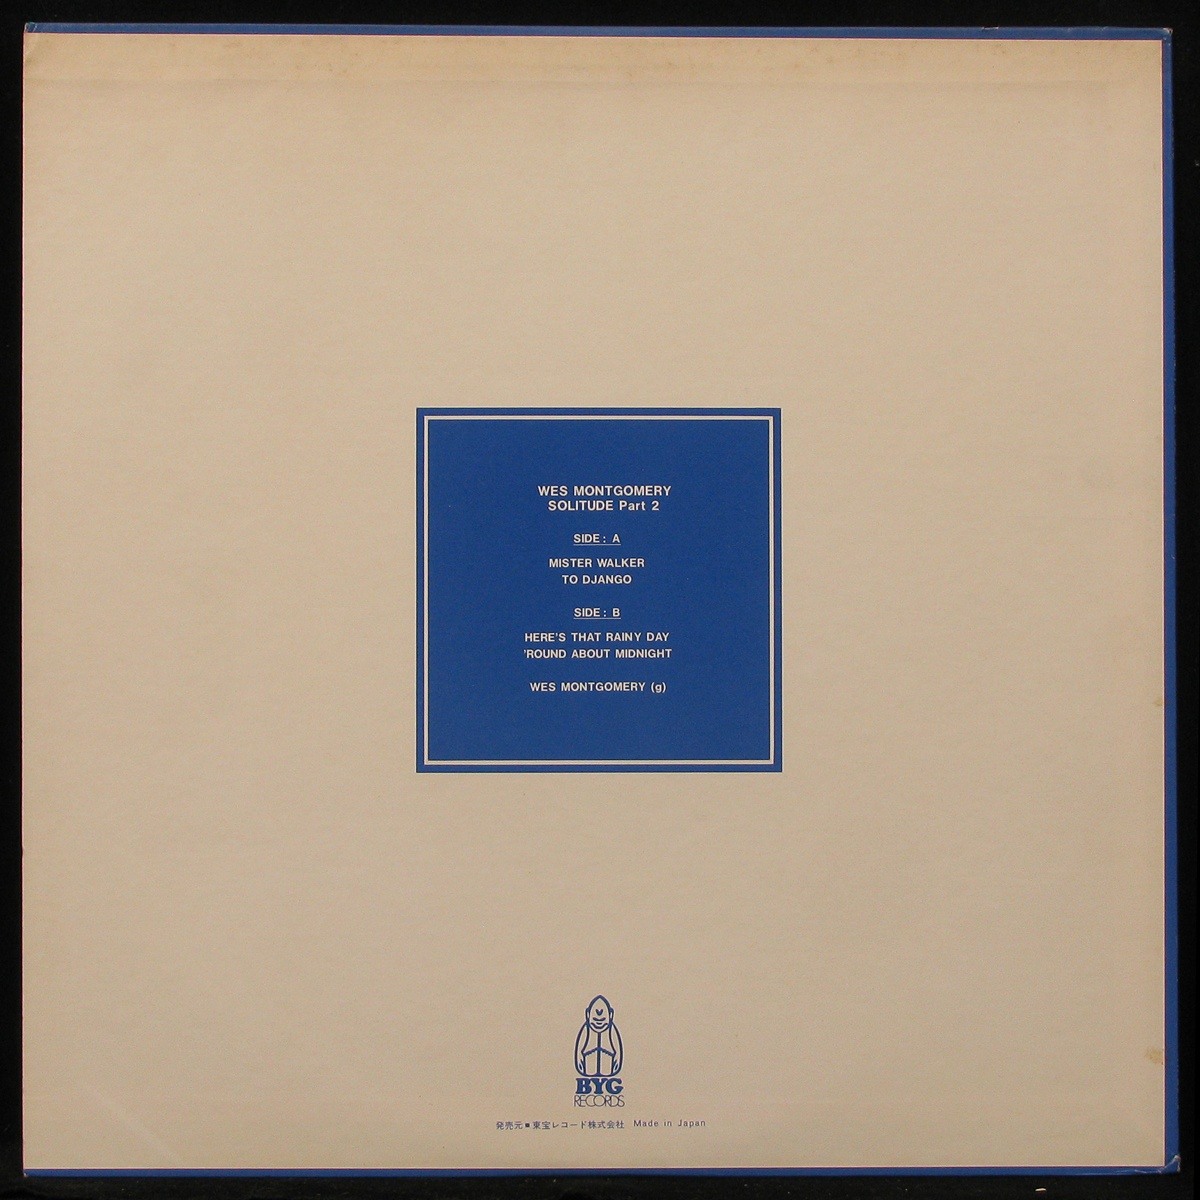 WES MONTGOMERY
SOLITUDE Part 2
SIDE : A
MISTER WALKER
TO DJANGO
SIDE : B
HERE'S THAT RAINY DAY
'ROUND ABOUT MIDNIGHT
WES MONTGOMERY (g)
BYG
RECORDS
発売元■東宝レコード株式会社 Made in Japan